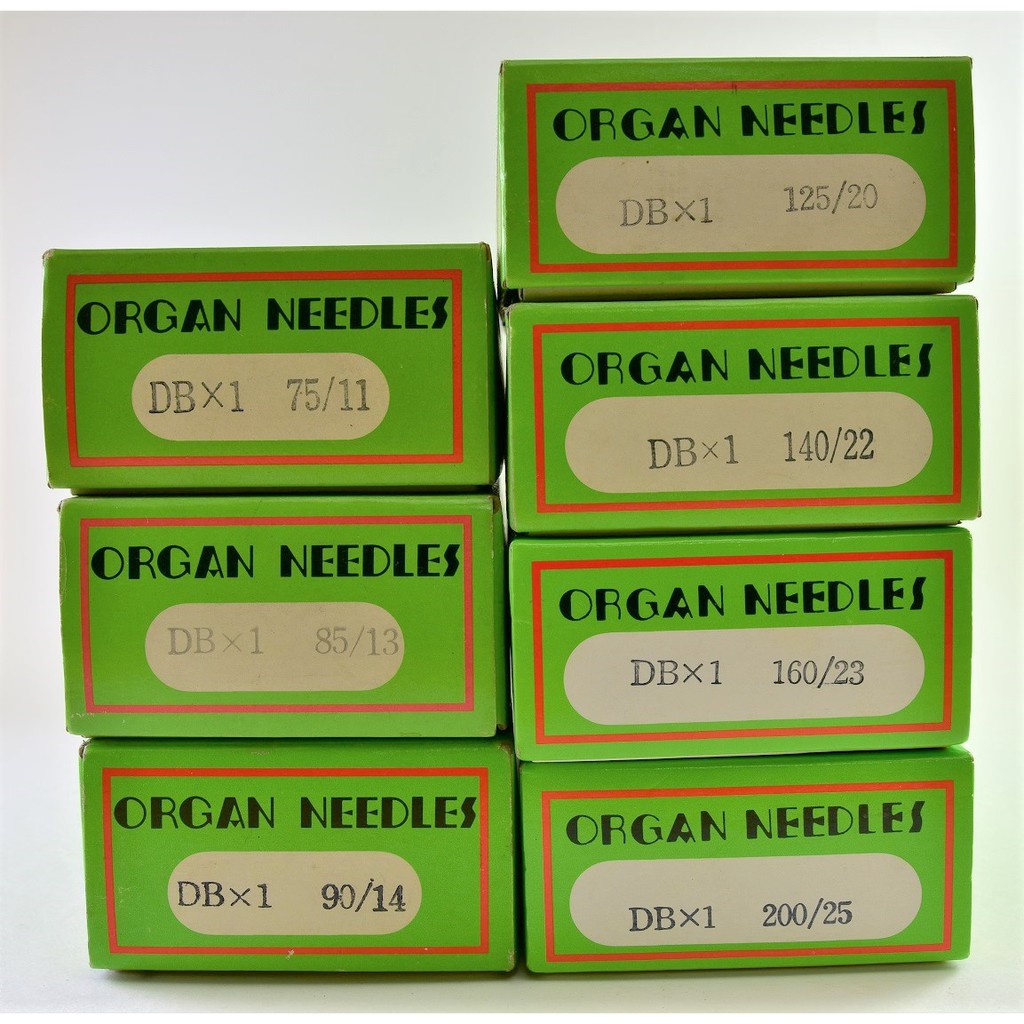 ORGAN NEEDLES
DB×1 75/11
ORGAN NEEDLES
DB×1 85/13
ORGAN NEEDLES
DB×1 90/14
ORGAN NEEDLES
DB×1 125/20
ORGAN NEEDLES
DB×1 140/22
ORGAN NEEDLES
DB×1 160/23
ORGAN NEEDLES
DB×1 200/25